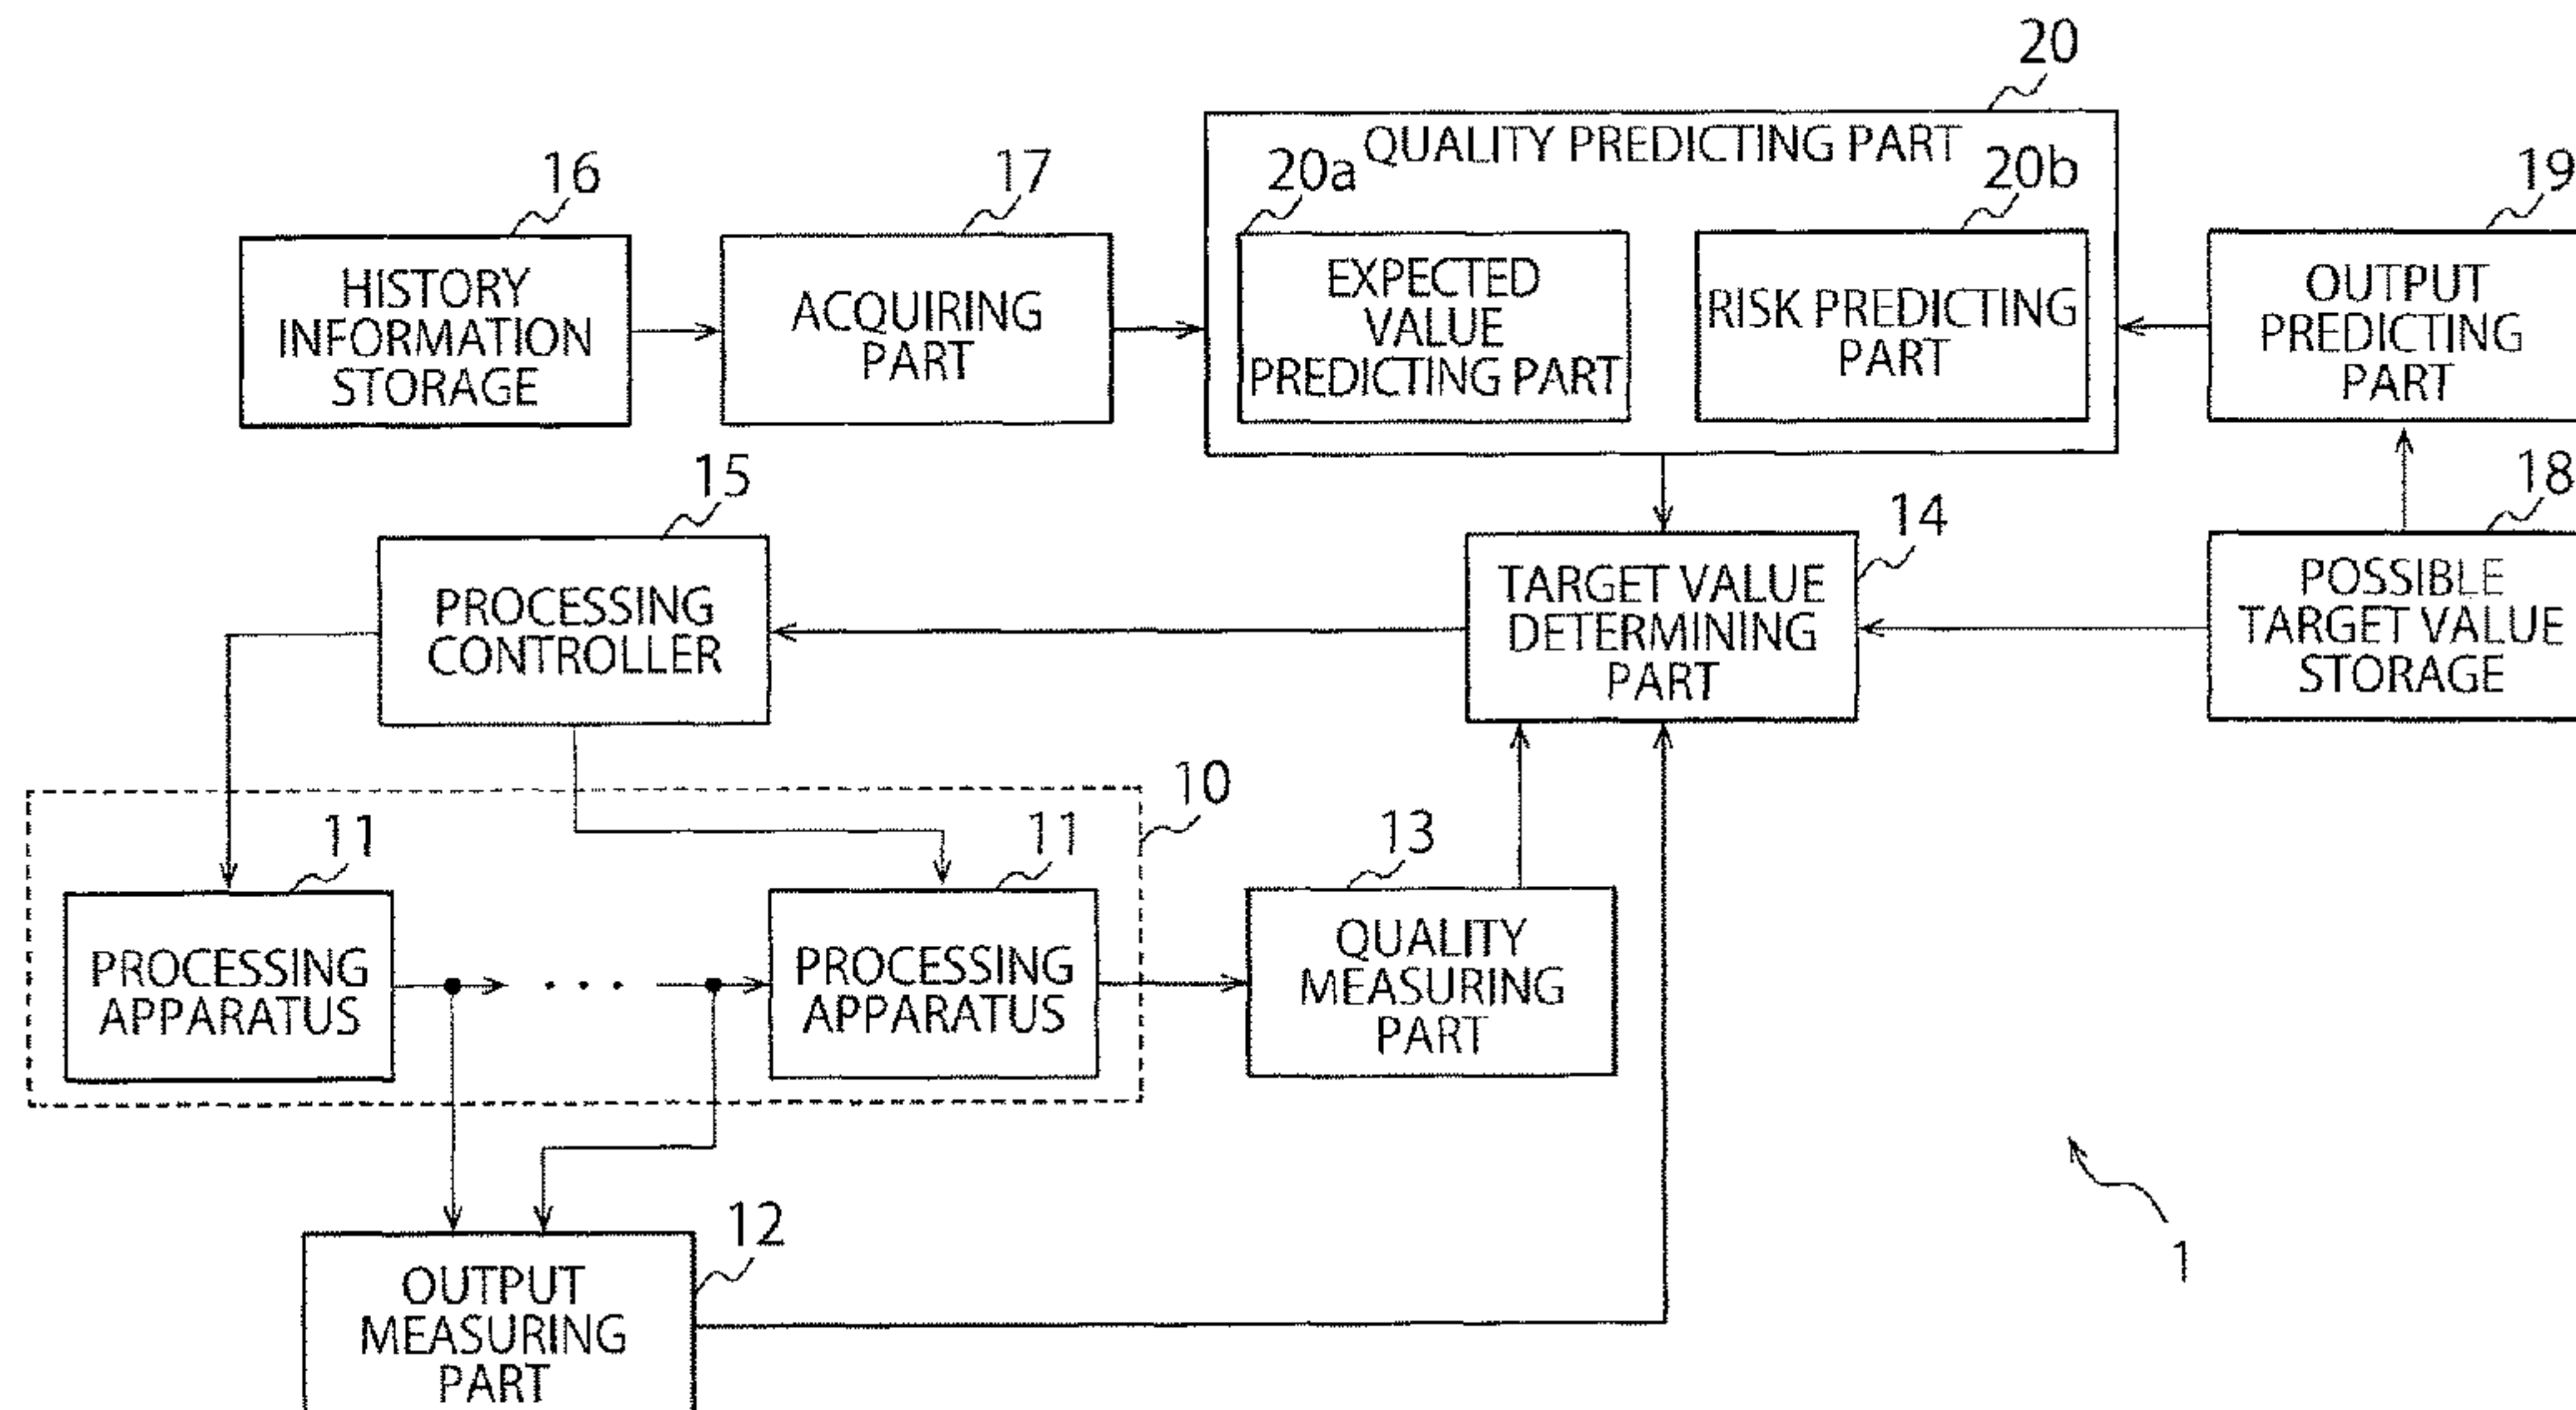 20
QUALITY PREDICTING PART
16
17
20a
20b
19
HISTORY
INFORMATION
STORAGE
ACQUIRING
PART
EXPECTED
VALUE
PREDICTING PART
RISK PREDICTING
PART
OUTPUT
PREDICTING
PART
15
14
18
PROCESSING
CONTROLLER
TARGET VALUE
DETERMINING
PART
POSSIBLE
TARGET VALUE
STORAGE
10
11
11
13
PROCESSING
APPARATUS
. . .
PROCESSING
APPARATUS
QUALITY
MEASURING
PART
12
OUTPUT
MEASURING
PART
1